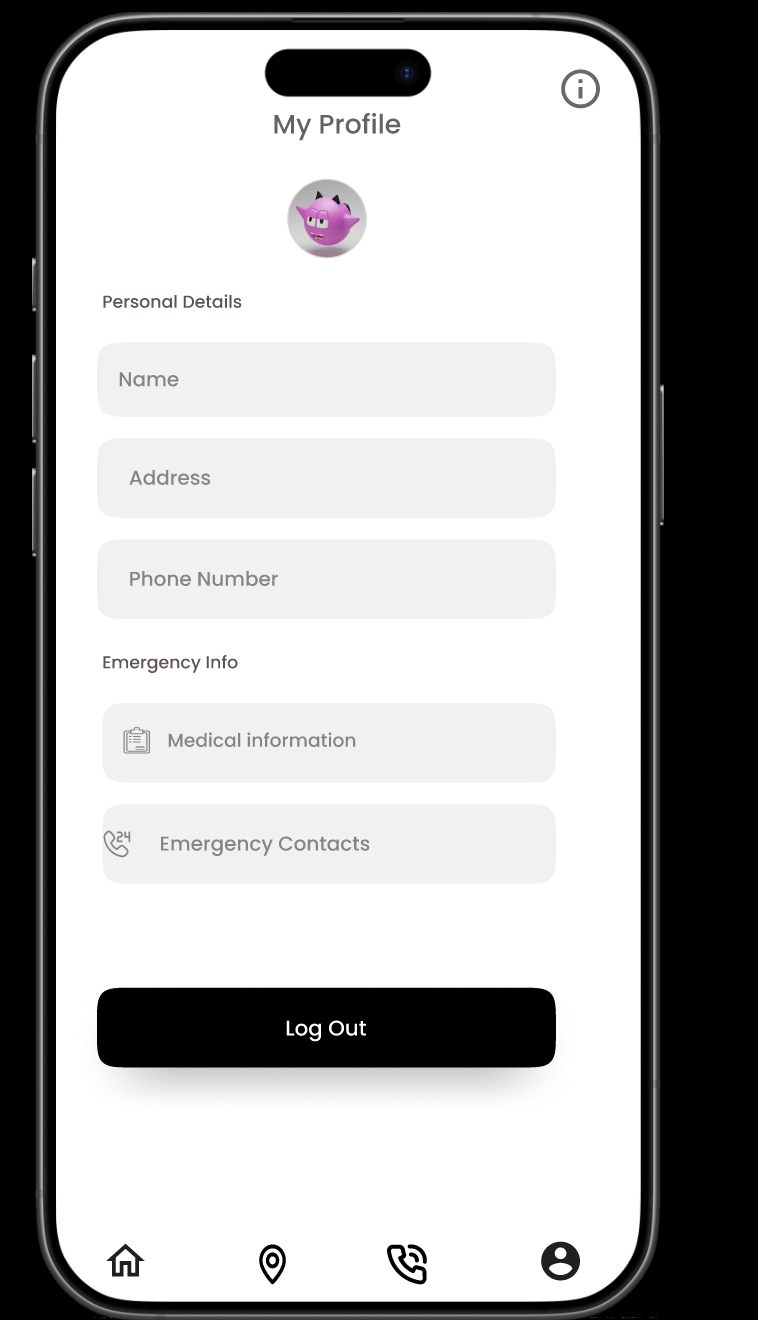 My Profile
Personal Details
Name
Address
Phone Number
Emergency Info
Medical information
24
Emergency Contacts
Log Out